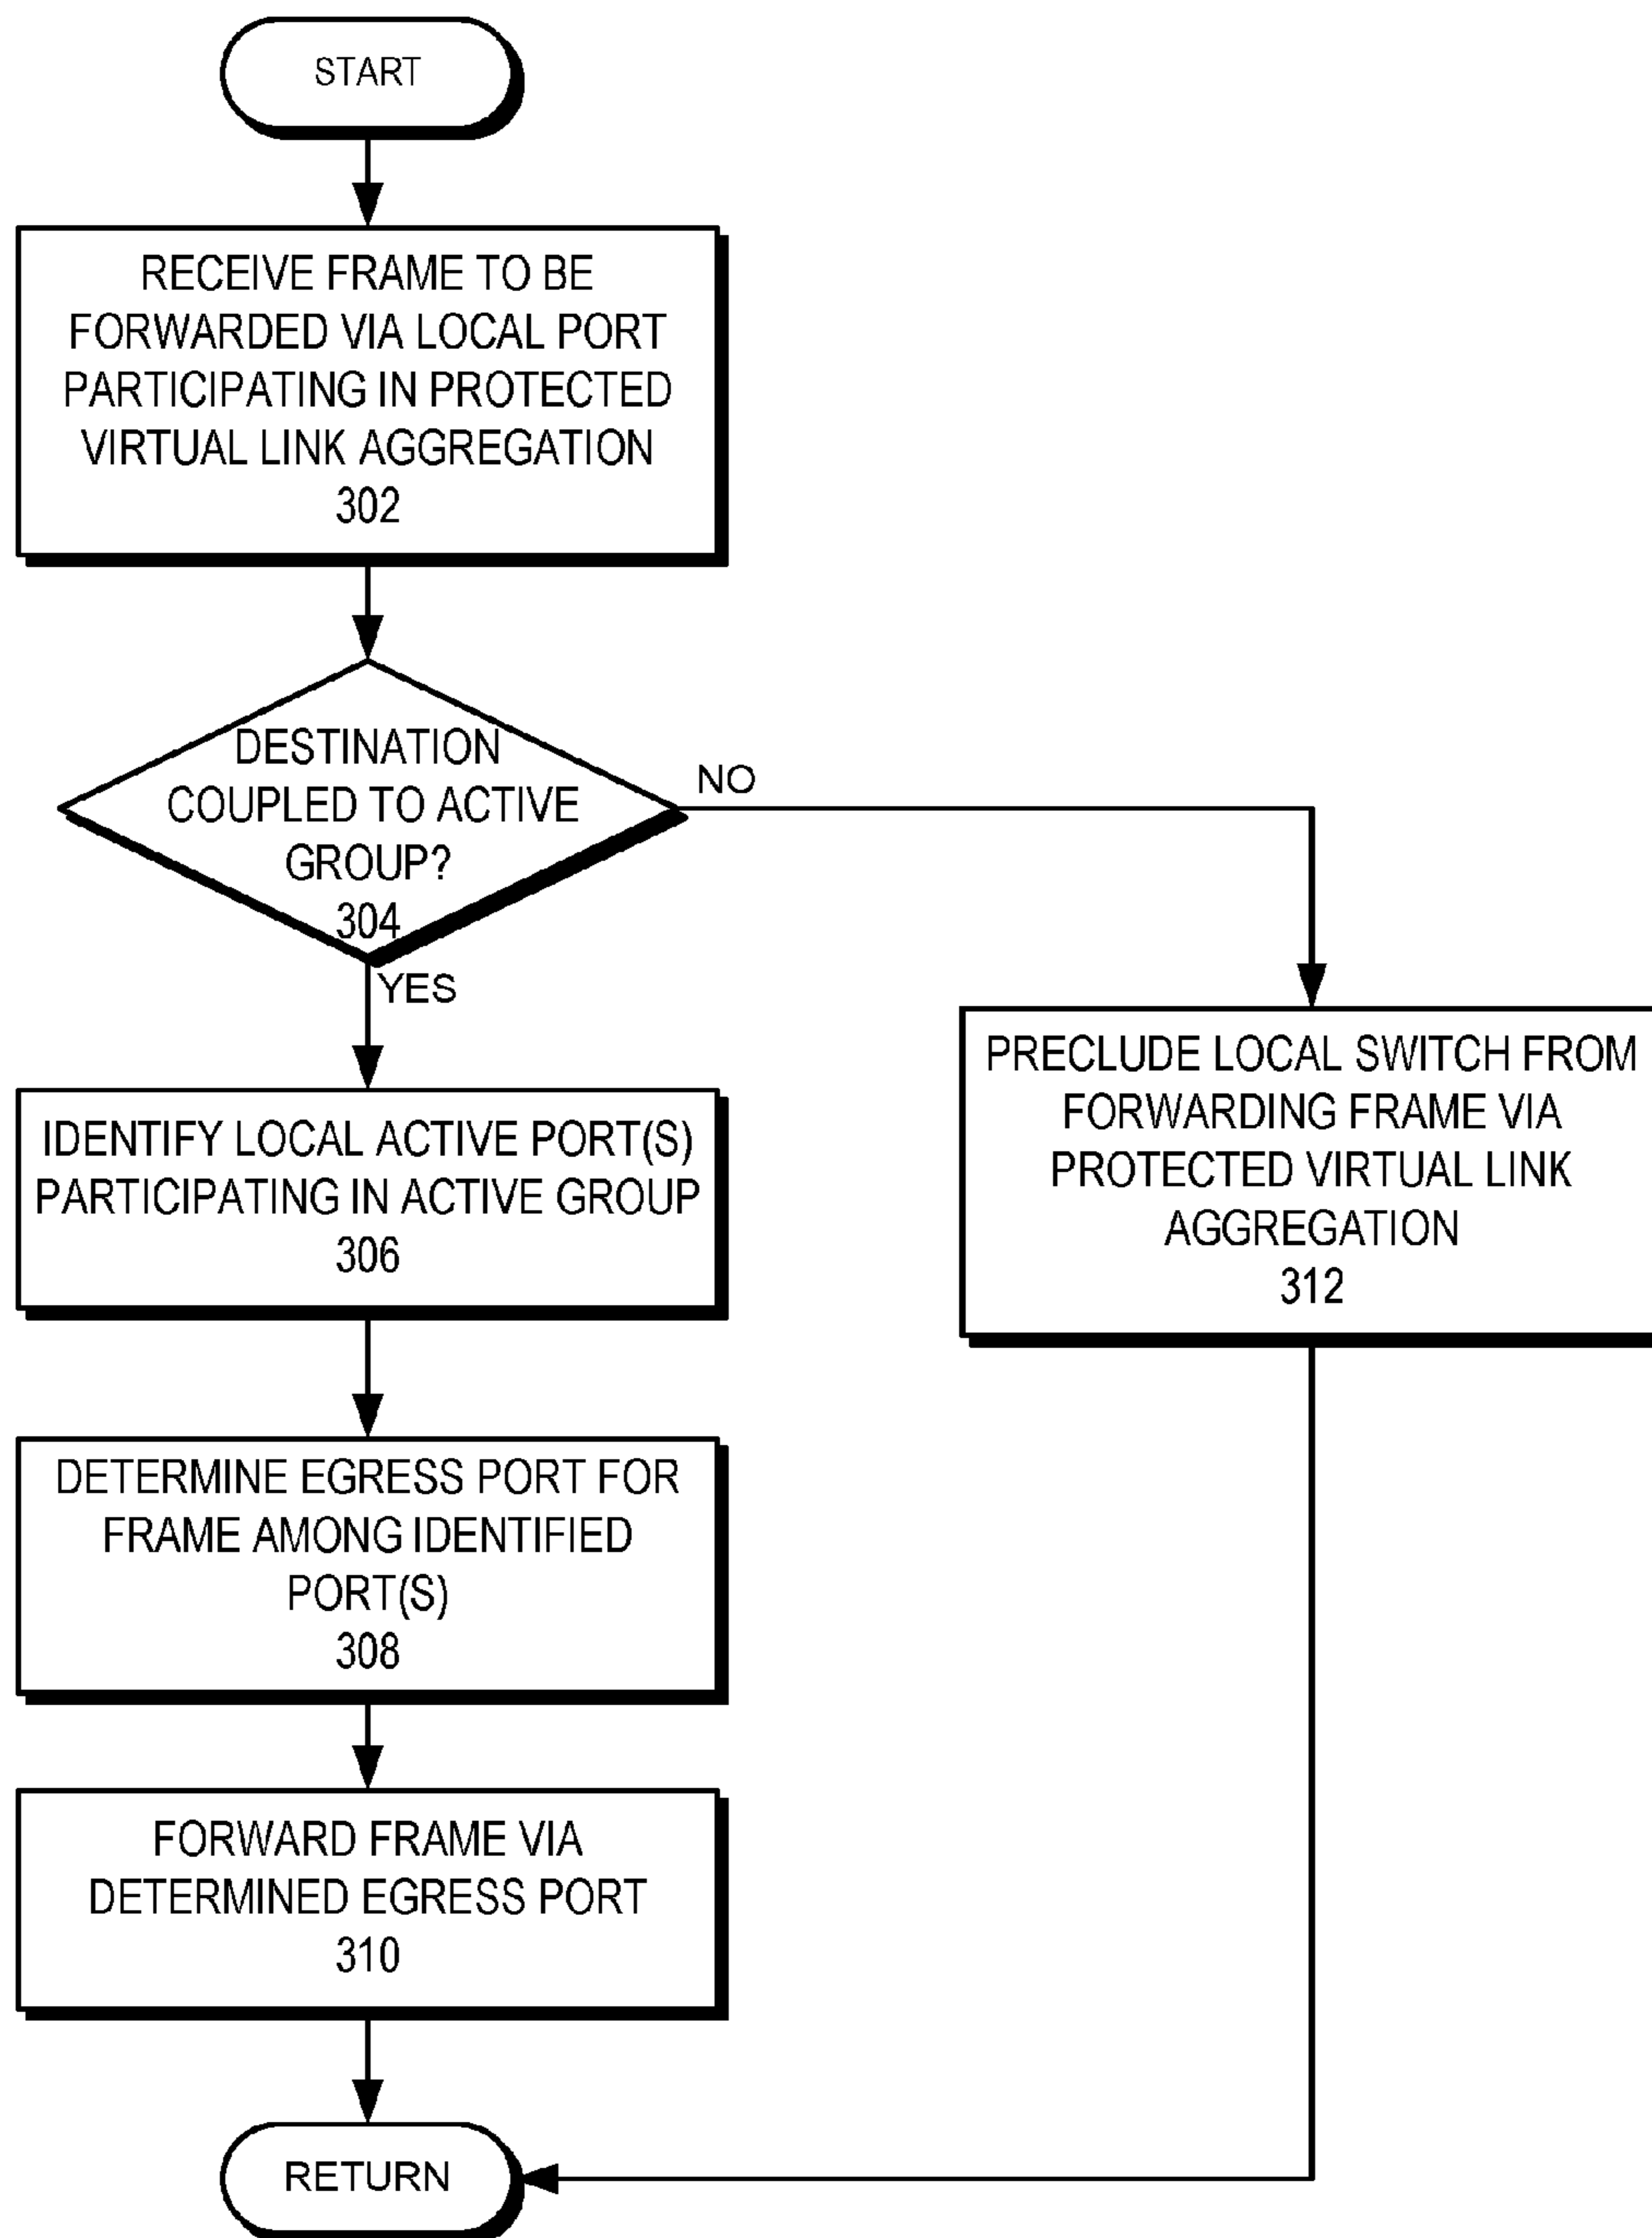 START
RECEIVE FRAME TO BE
FORWARDED VIA LOCAL PORT
PARTICIPATING IN PROTECTED
VIRTUAL LINK AGGREGATION
302
DESTINATION
COUPLED TO ACTIVE
GROUP?
304
NO
YES
IDENTIFY LOCAL ACTIVE PORT(S)
PARTICIPATING IN ACTIVE GROUP
306
PRECLUDE LOCAL SWITCH FROM
FORWARDING FRAME VIA
PROTECTED VIRTUAL LINK
AGGREGATION
312
DETERMINE EGRESS PORT FOR
FRAME AMONG IDENTIFIED
PORT(S)
308
FORWARD FRAME VIA
DETERMINED EGRESS PORT
310
RETURN